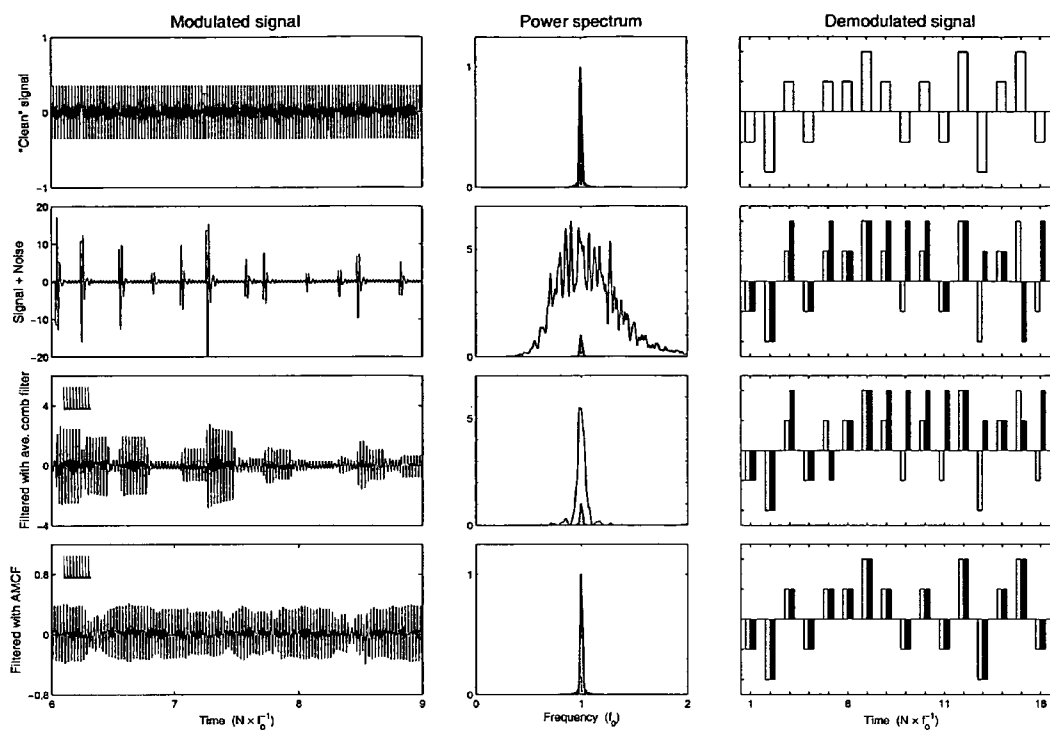 Modulated signal
Power spectrum
Demodulated signal
"Clean" signal
1
0
-1
1
0
Signal + Noise
20
10
0
-10
-20
5
0
Filtered with ave. comb filter
4
0
-4
5
0
Filtered with AMCF
0.8
0
-0.8
6 7 8 9
Time (N × f₀⁻¹)
1
0
0 1 2
Frequency (f₀)
1 6 11 16
Time (N × f₀⁻¹)